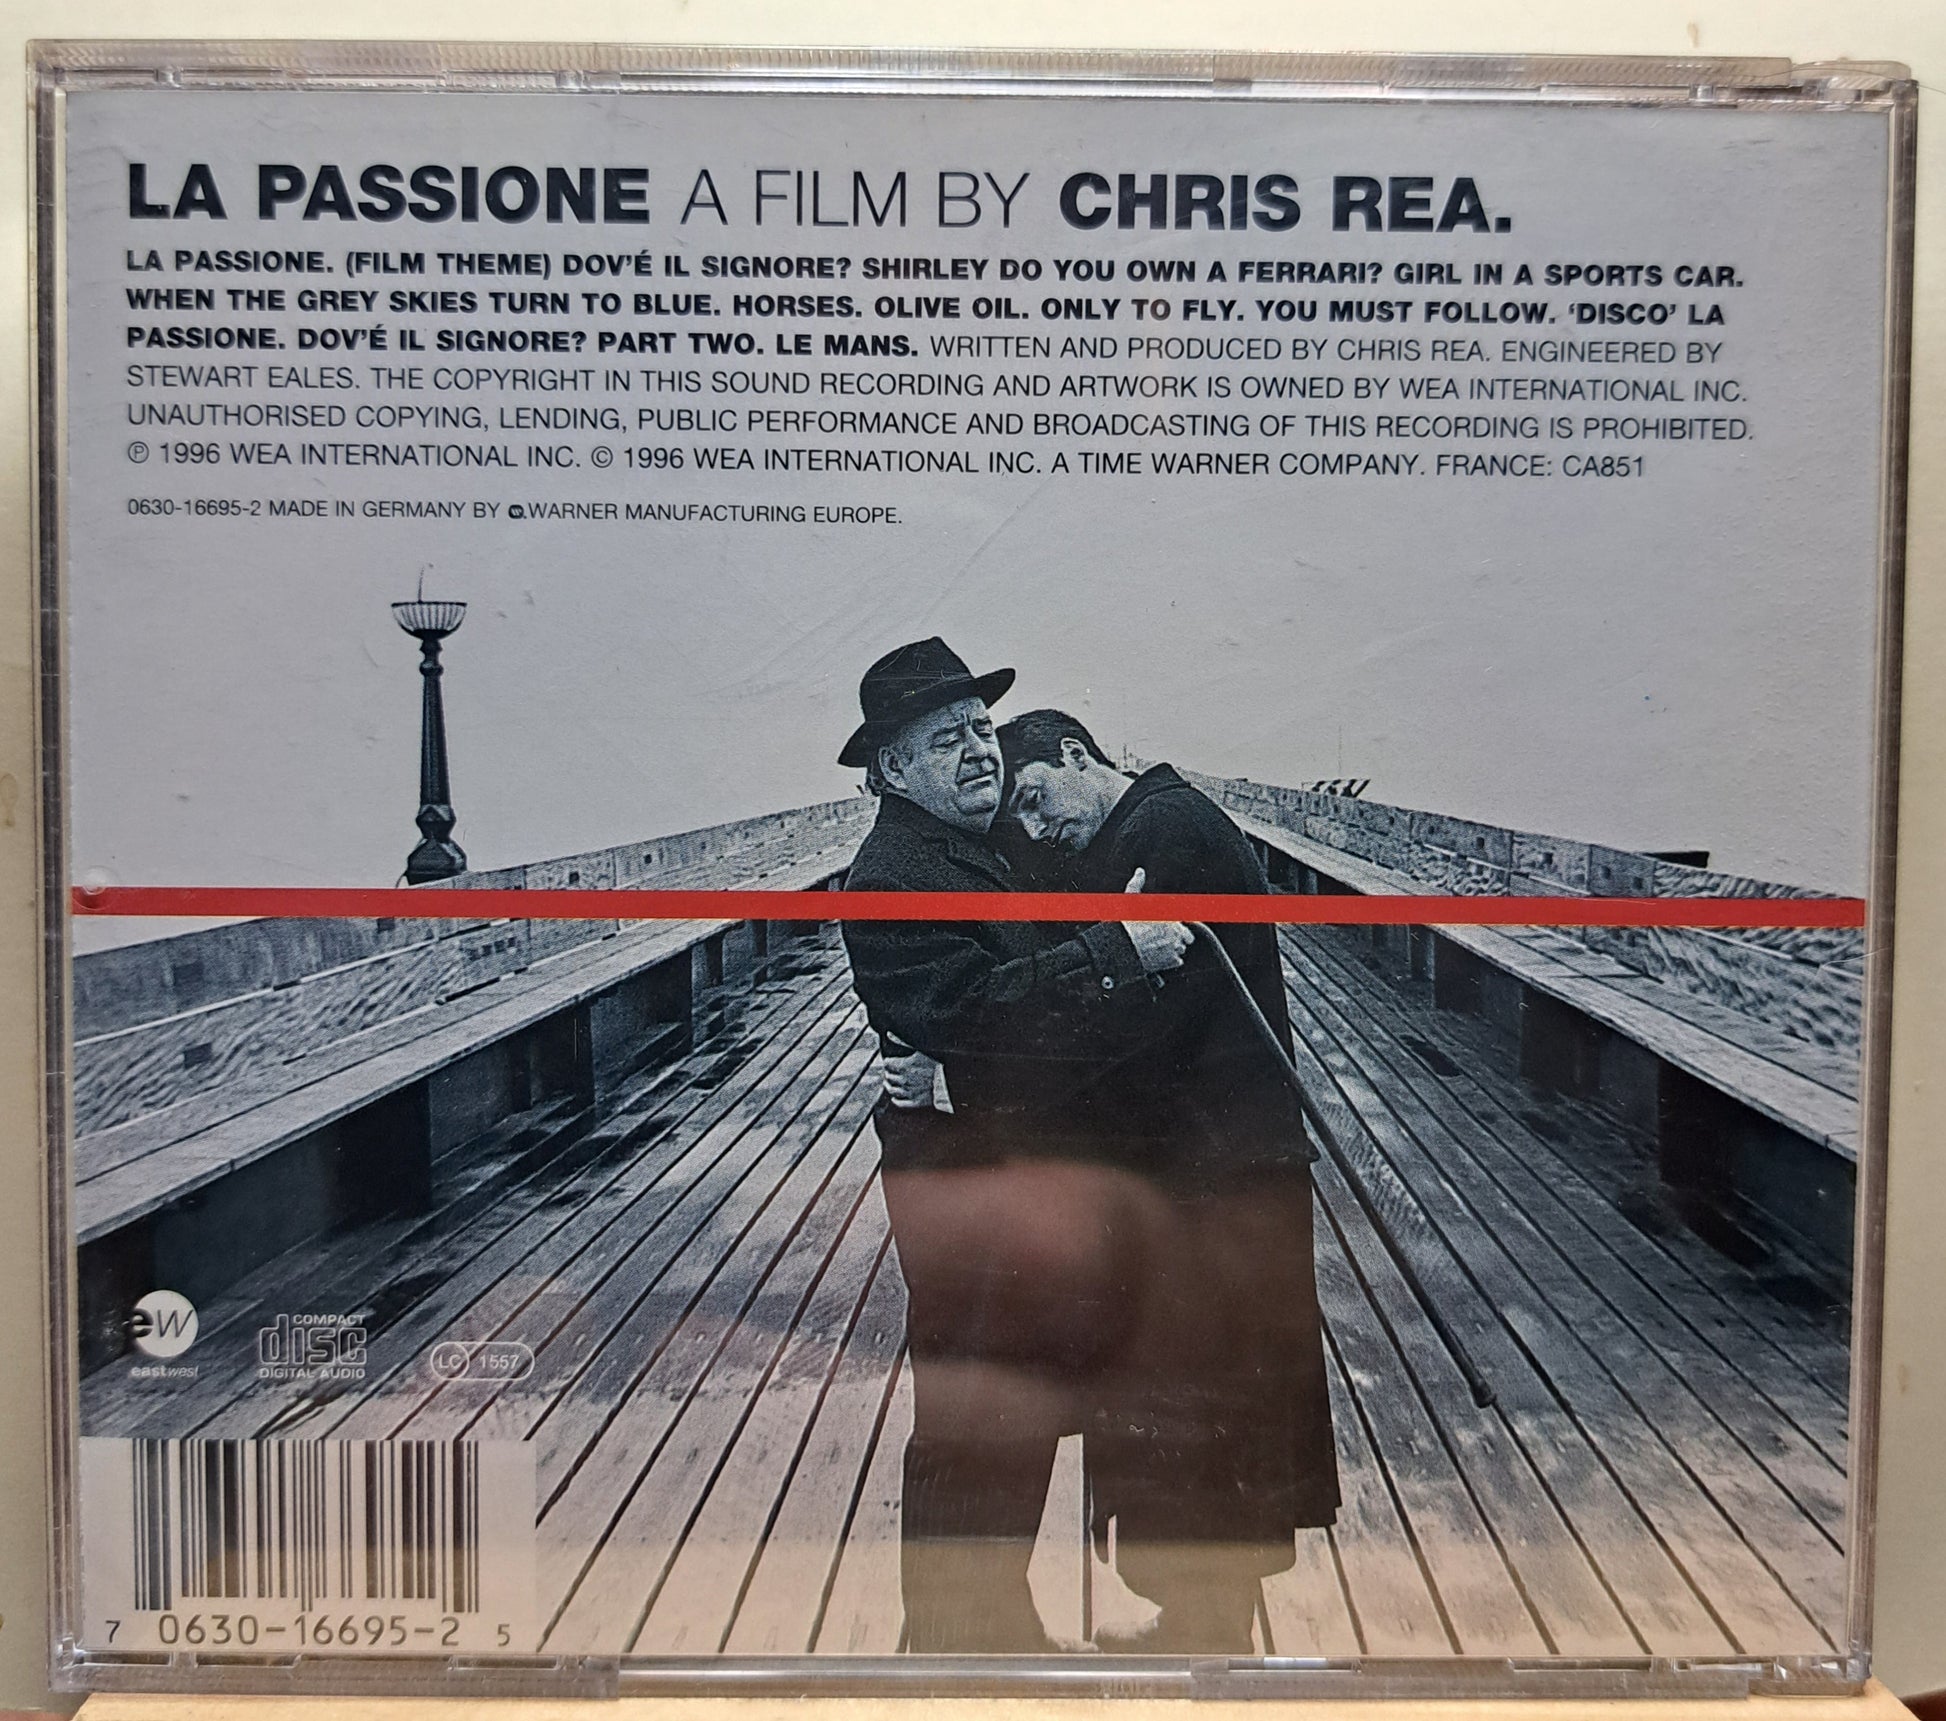 LA PASSIONE A FILM BY CHRIS REA.
LA PASSIONE. (FILM THEME) DOV'É IL SIGNORE? SHIRLEY DO YOU OWN A FERRARI? GIRL IN A SPORTS CAR.
WHEN THE GREY SKIES TURN TO BLUE. HORSES. OLIVE OIL. ONLY TO FLY. YOU MUST FOLLOW. ‘DISCO’ LA
PASSIONE. DOV'É IL SIGNORE? PART TWO. LE MANS. WRITTEN AND PRODUCED BY CHRIS REA. ENGINEERED BY
STEWART EALES. THE COPYRIGHT IN THIS SOUND RECORDING AND ARTWORK IS OWNED BY WEA INTERNATIONAL INC.
UNAUTHORISED COPYING, LENDING, PUBLIC PERFORMANCE AND BROADCASTING OF THIS RECORDING IS PROHIBITED.
℗ 1996 WEA INTERNATIONAL INC. © 1996 WEA INTERNATIONAL INC. A TIME WARNER COMPANY. FRANCE: CA851
0630-16695-2 MADE IN GERMANY BY WARNER MANUFACTURING EUROPE.
ew
eastwest
COMPACT
disc
DIGITAL AUDIO
LC 1557
7 0630-16695-2 5